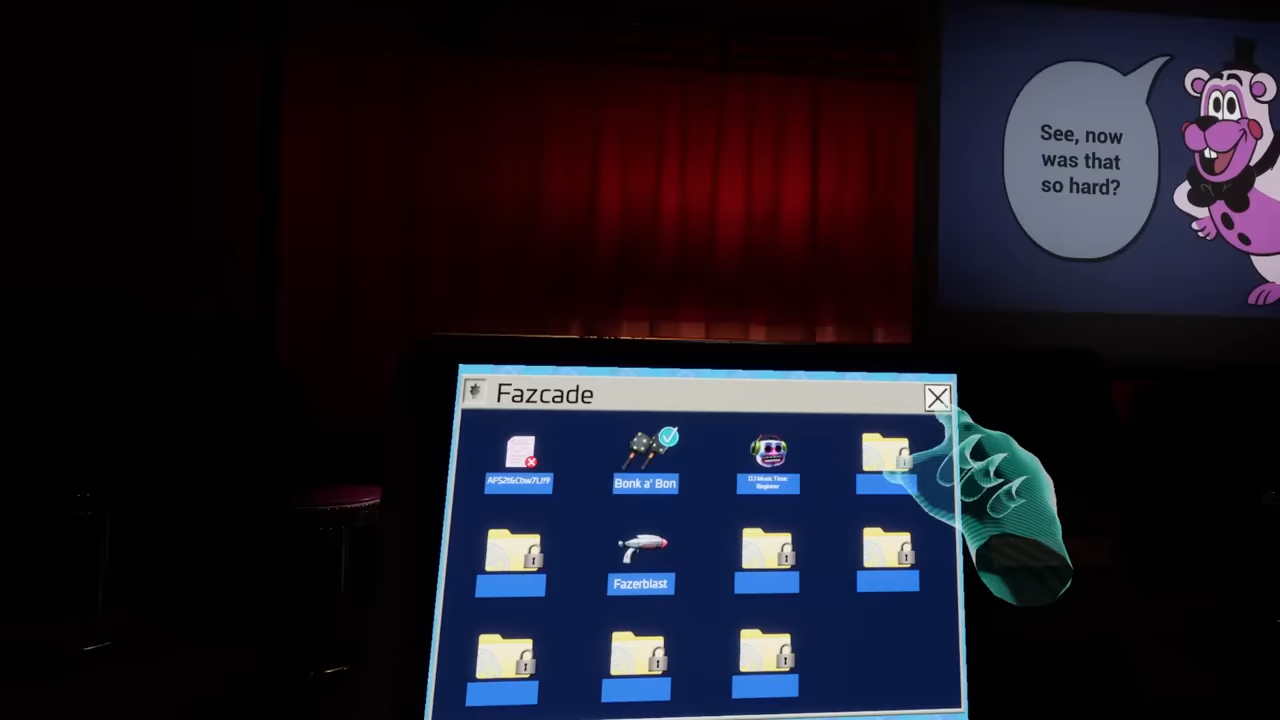 See, now
was that
so hard?
Fazcade
Bonk a' Bon
DJ Music Time:
Beginner
Fazerblast